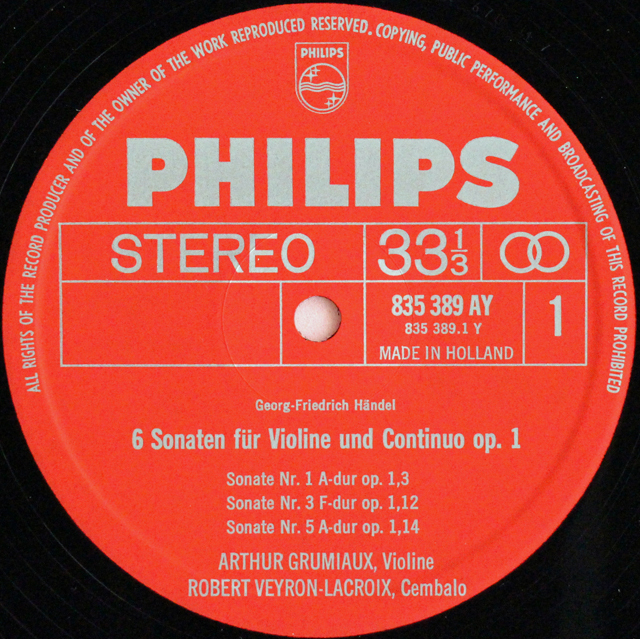 ALL RIGHTS OF THE RECORD PRODUCER AND OF THE OWNER OF THE WORK REPRODUCED RESERVED. COPYING, PUBLIC PERFORMANCE AND BROADCASTING OF THIS RECORD PROHIBITED
PHILIPS
PHILIPS
STEREO 33 1/3
835 389 AY 1
835 389.1 Y
MADE IN HOLLAND
Georg-Friedrich Händel
6 Sonaten für Violine und Continuo op. 1
Sonate Nr. 1 A-dur op. 1,3
Sonate Nr. 3 F-dur op. 1,12
Sonate Nr. 5 A-dur op. 1,14
ARTHUR GRUMIAUX, Violine
ROBERT VEYRON-LACROIX, Cembalo